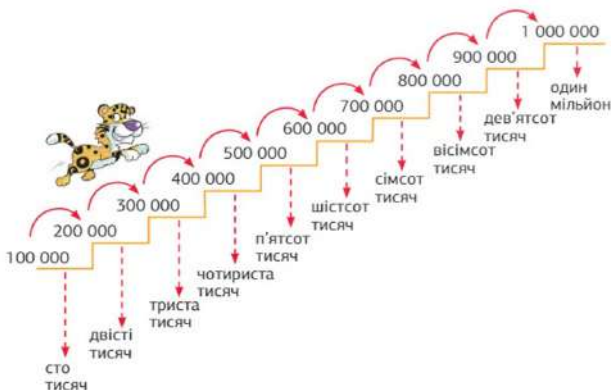 100 000
200 000
300 000
400 000
500 000
600 000
700 000
800 000
900 000
1 000 000
сто
тисяч
двісті
тисяч
триста
тисяч
чотириста
тисяч
п'ятсот
тисяч
шістсот
тисяч
сімсот
тисяч
вісімсот
тисяч
дев'ятсот
тисяч
один
мільйон